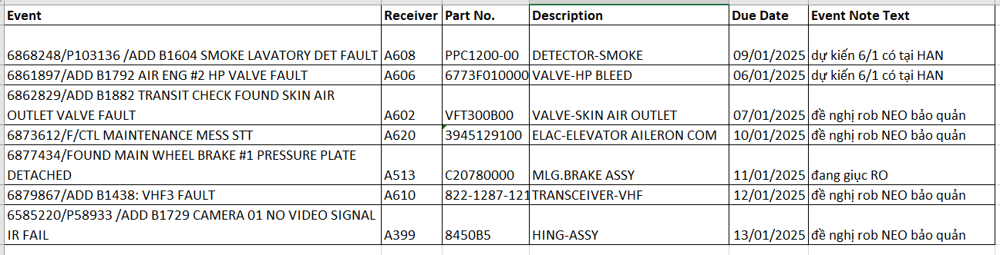 Event Receiver Part No. Description Due Date Event Note Text
6868248/P103136 /ADD B1604 SMOKE LAVATORY DET FAULT A608 PPC1200-00 DETECTOR-SMOKE 09/01/2025 dự kiến 6/1 có tại HAN
6861897/ADD B1792 AIR ENG #2 HP VALVE FAULT A606 6773F010000 VALVE-HP BLEED 06/01/2025 dự kiến 6/1 có tại HAN
6862829/ADD B1882 TRANSIT CHECK FOUND SKIN AIR
OUTLET VALVE FAULT A602 VFT300B00 VALVE-SKIN AIR OUTLET 07/01/2025 đề nghị rob NEO bảo quản
6873612/F/CTL MAINTENANCE MESS STT A620 3945129100 ELAC-ELEVATOR AILERON COM 10/01/2025 đề nghị rob NEO bảo quản
6877434/FOUND MAIN WHEEL BRAKE #1 PRESSURE PLATE
DETACHED A513 C20780000 MLG.BRAKE ASSY 11/01/2025 đang giục RO
6879867/ADD B1438: VHF3 FAULT A610 822-1287-121 TRANSCEIVER-VHF 12/01/2025 đề nghị rob NEO bảo quản
6585220/P58933 /ADD B1729 CAMERA 01 NO VIDEO SIGNAL
IR FAIL A399 8450B5 HING-ASSY 13/01/2025 đề nghị rob NEO bảo quản